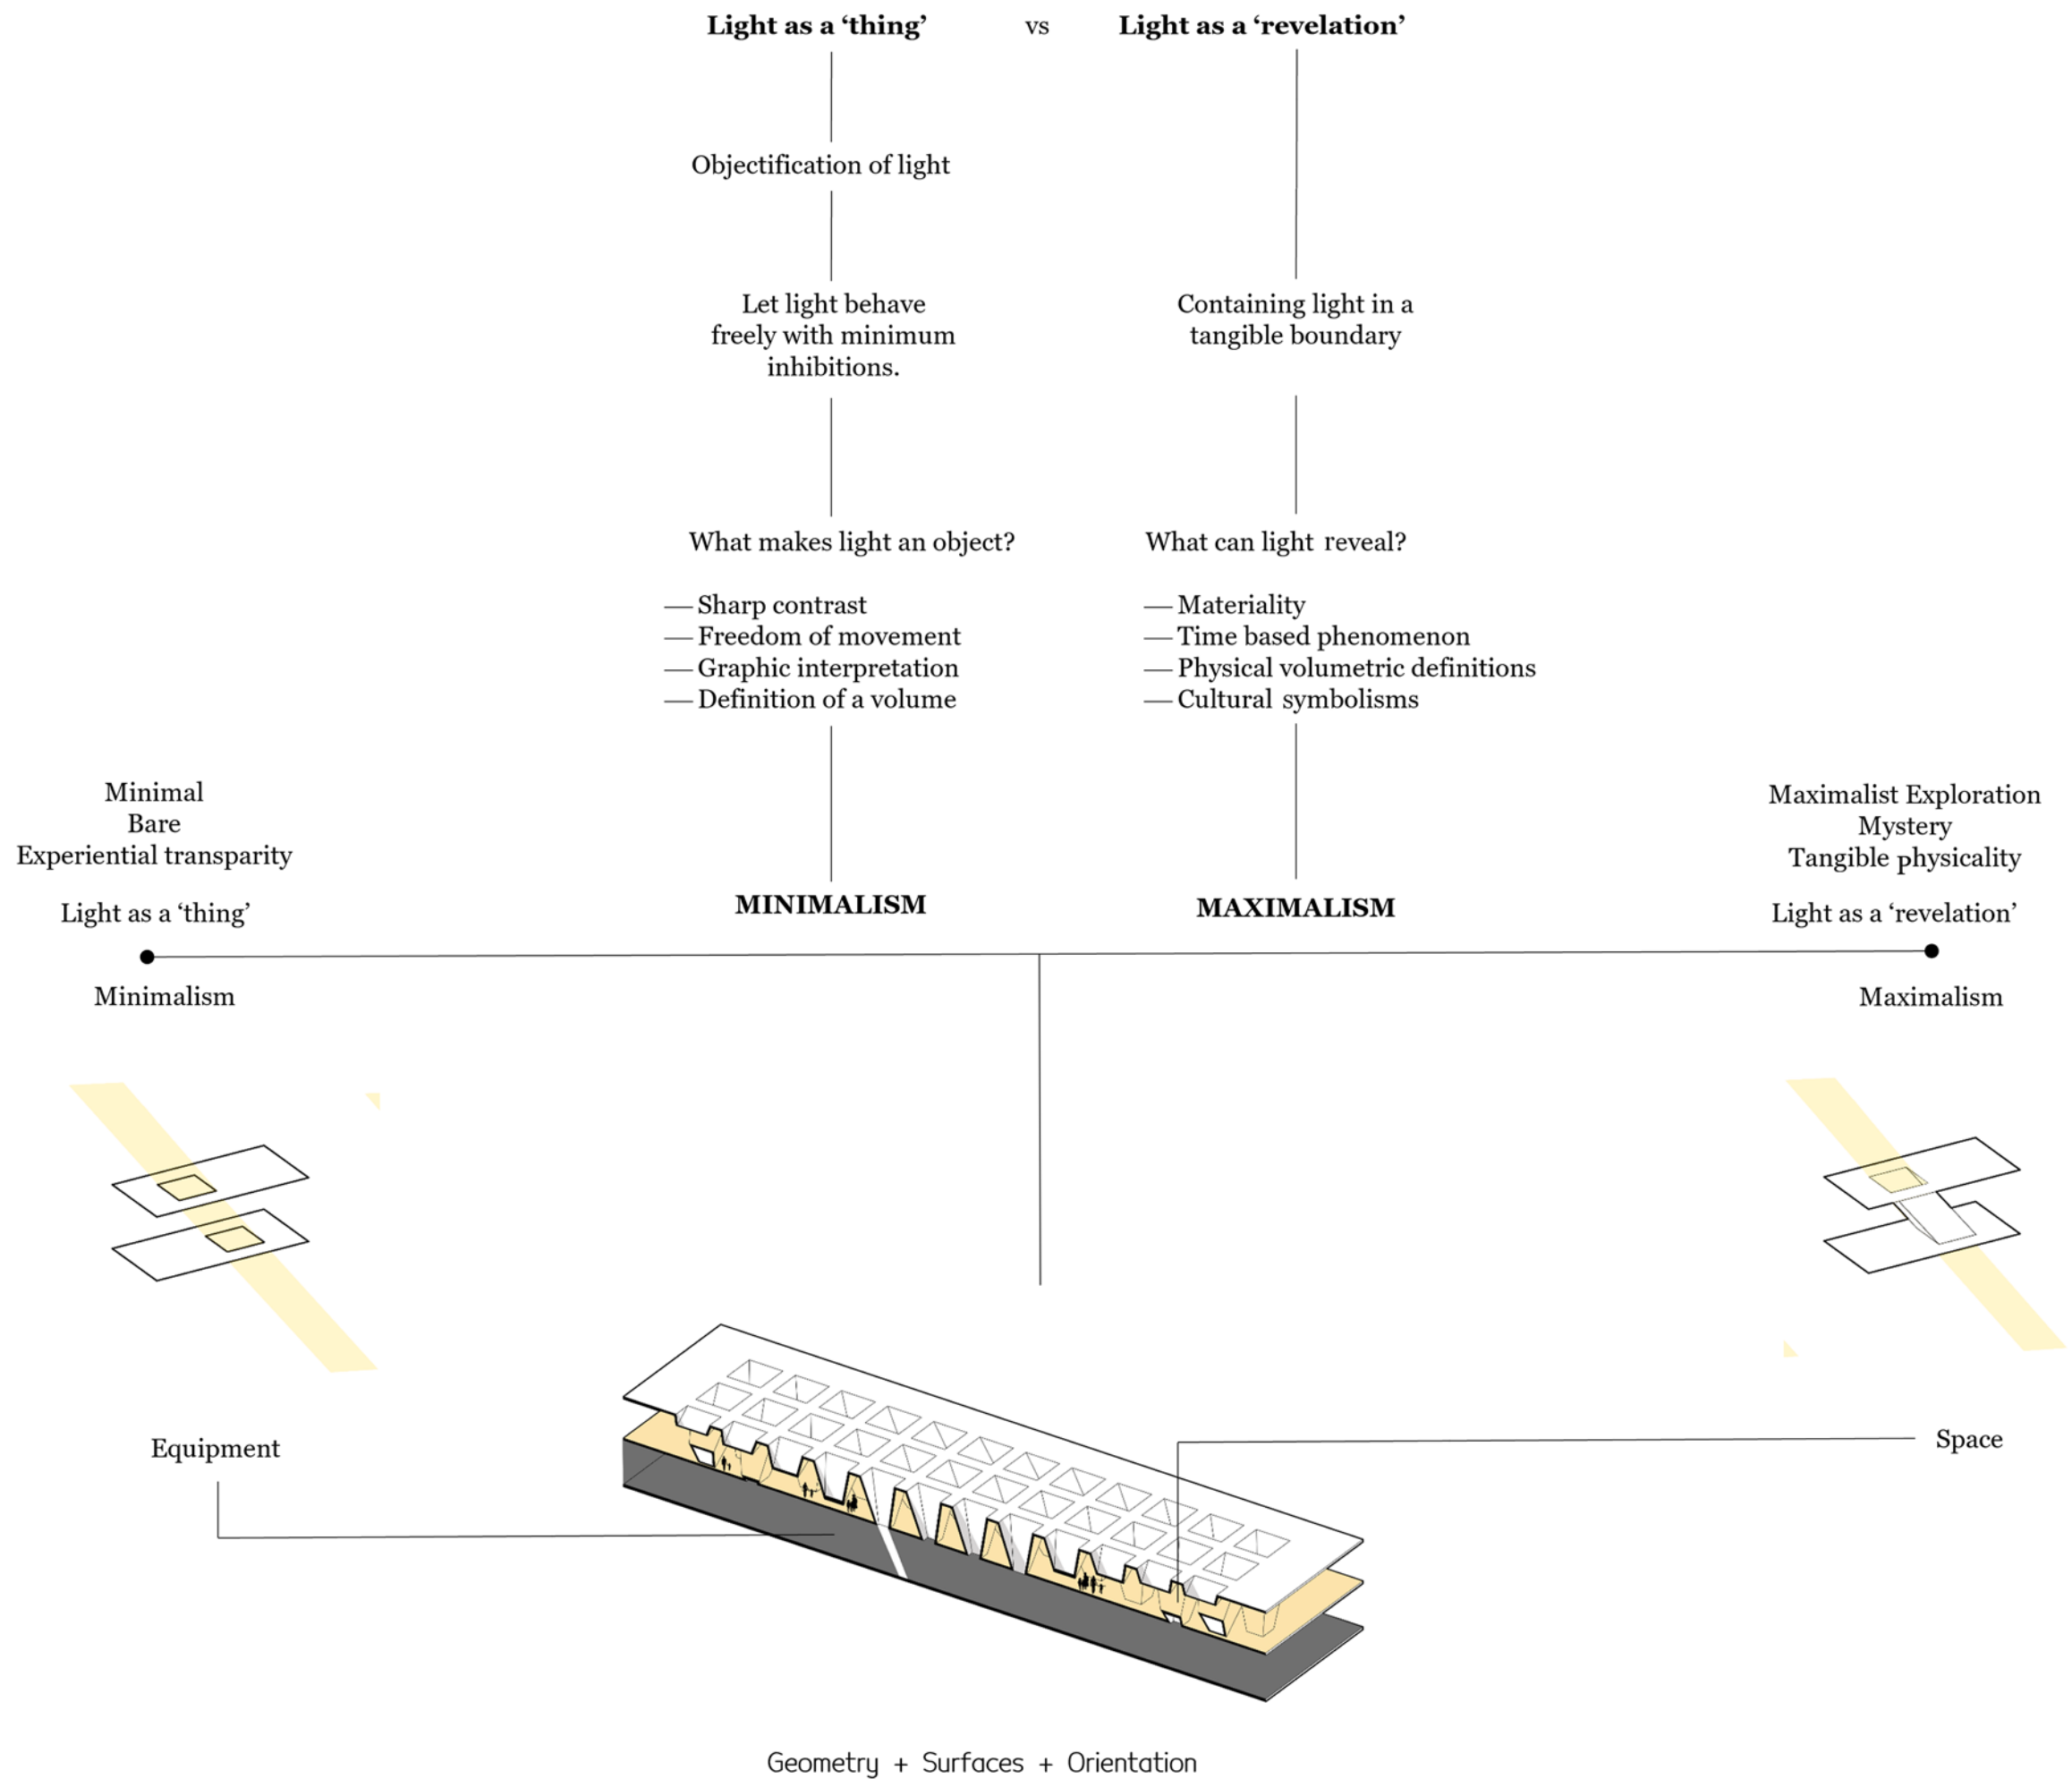 Light as a ‘thing’ vs Light as a ‘revelation’
Objectification of light
Let light behave
freely with minimum
inhibitions.
Containing light in a
tangible boundary
What makes light an object?
— Sharp contrast
— Freedom of movement
— Graphic interpretation
— Definition of a volume
What can light reveal?
— Materiality
— Time based phenomenon
— Physical volumetric definitions
— Cultural symbolisms
MINIMALISM
MAXIMALISM
Minimal
Bare
Experiential transparity
Light as a ‘thing’
Minimalism
Maximalist Exploration
Mystery
Tangible physicality
Light as a ‘revelation’
Maximalism
Equipment
Space
Geometry + Surfaces + Orientation